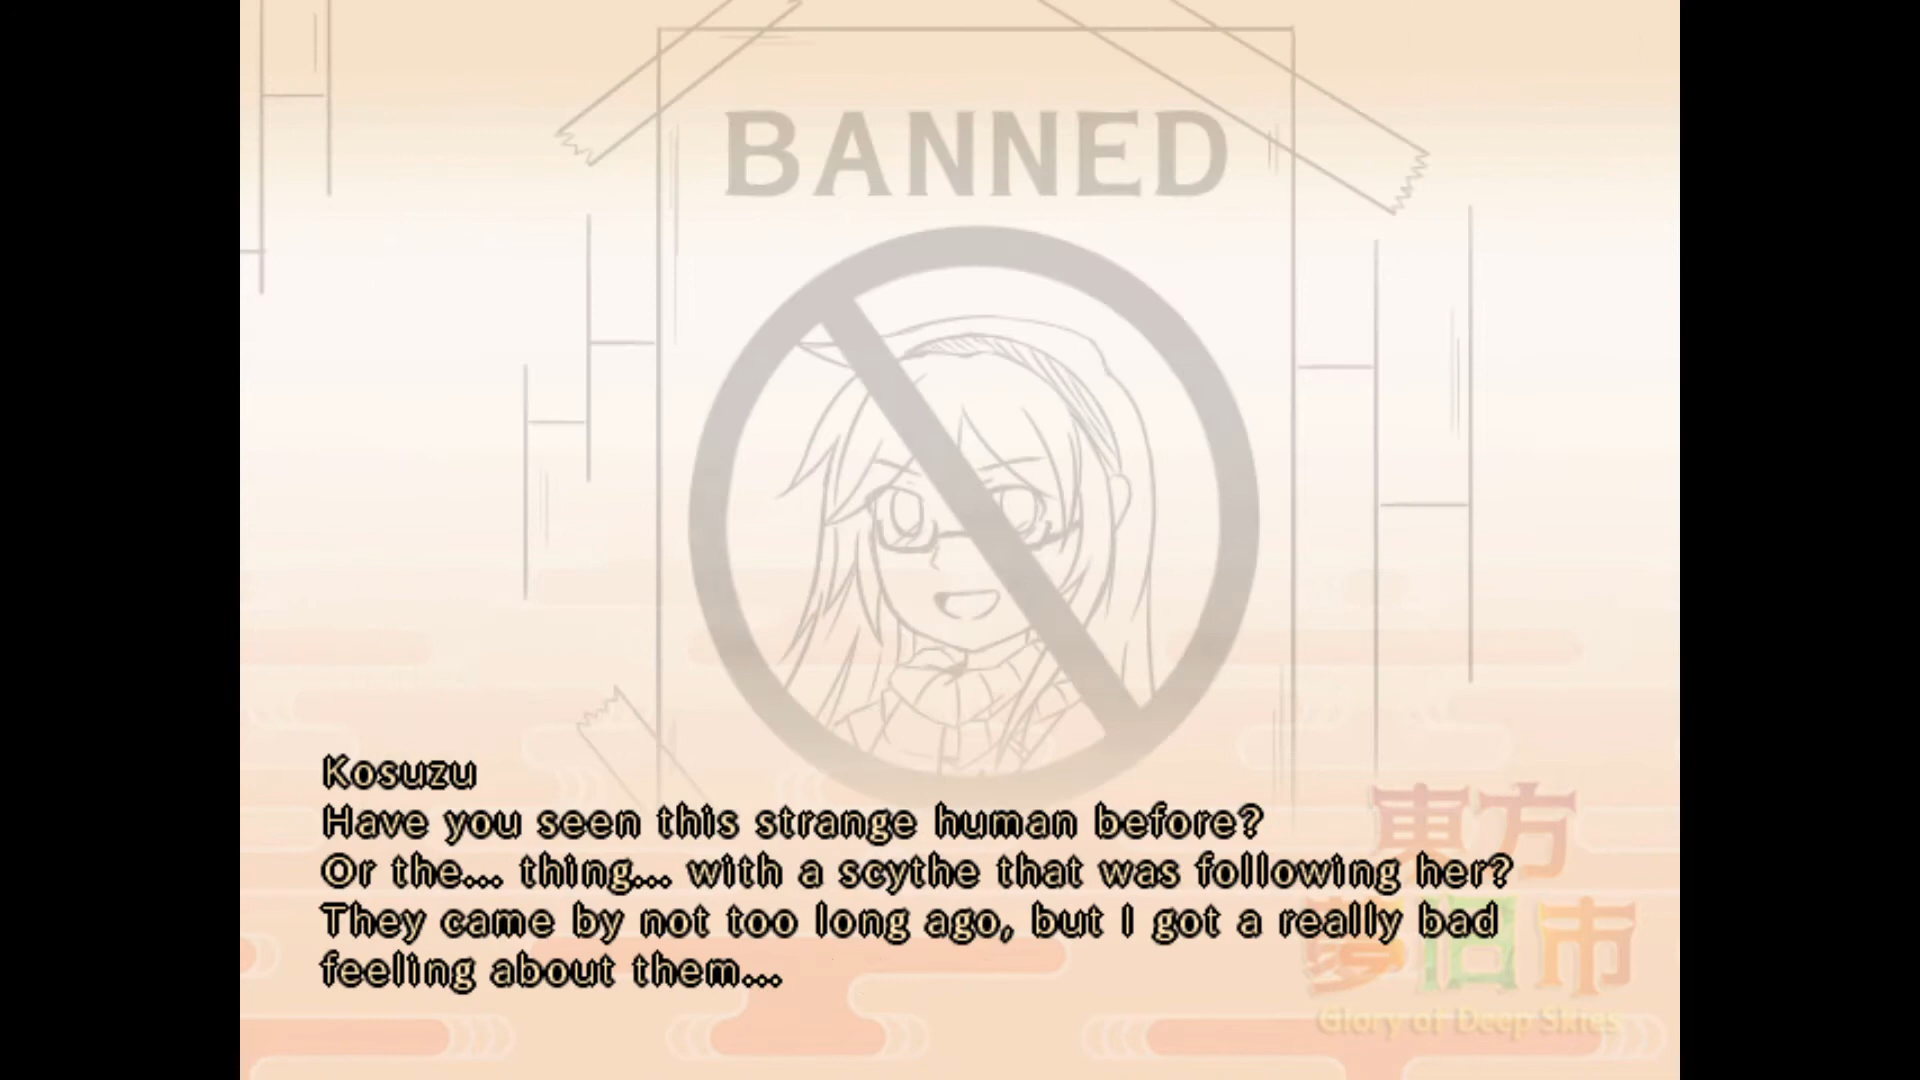 BANNED
Kosuzu
Have you seen this strange human before?
Or the... thing... with a scythe that was following her?
They came by not too long ago, but I got a really bad
feeling about them...
東方
夢旧市
Glory of Deep Skies